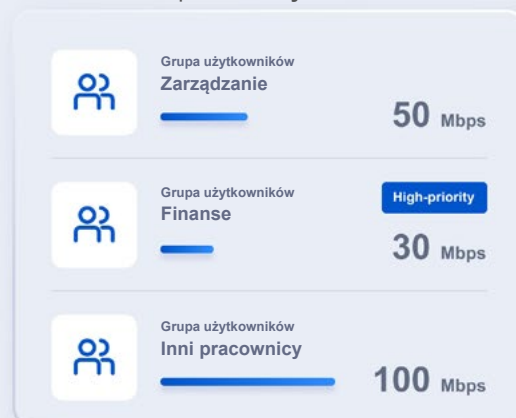 Grupa użytkowników
Zarządzanie
50 Mbps
Grupa użytkowników
Finanse
High-priority
30 Mbps
Grupa użytkowników
Inni pracownicy
100 Mbps